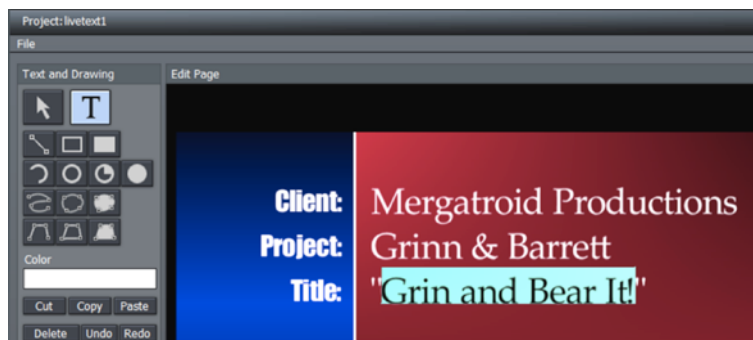 Project:livetext1
File
Text and Drawing
Edit Page
T
Client: Mergatroid Productions
Project: Grinn & Barrett
Title: "Grin and Bear It!"
Color
Cut Copy Paste
Delete Undo Redo